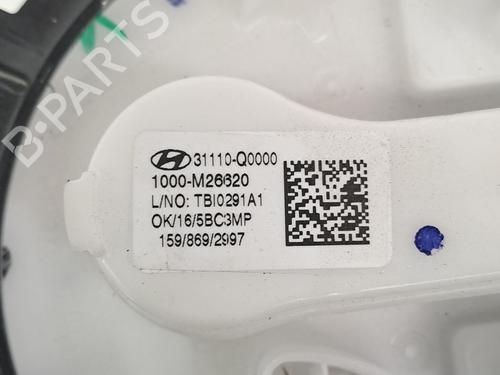 B-PARTS
31110-Q0000
1000-M26620
L/NO: TBI0291A1
OK/16/5BC3MP
159/869/2997